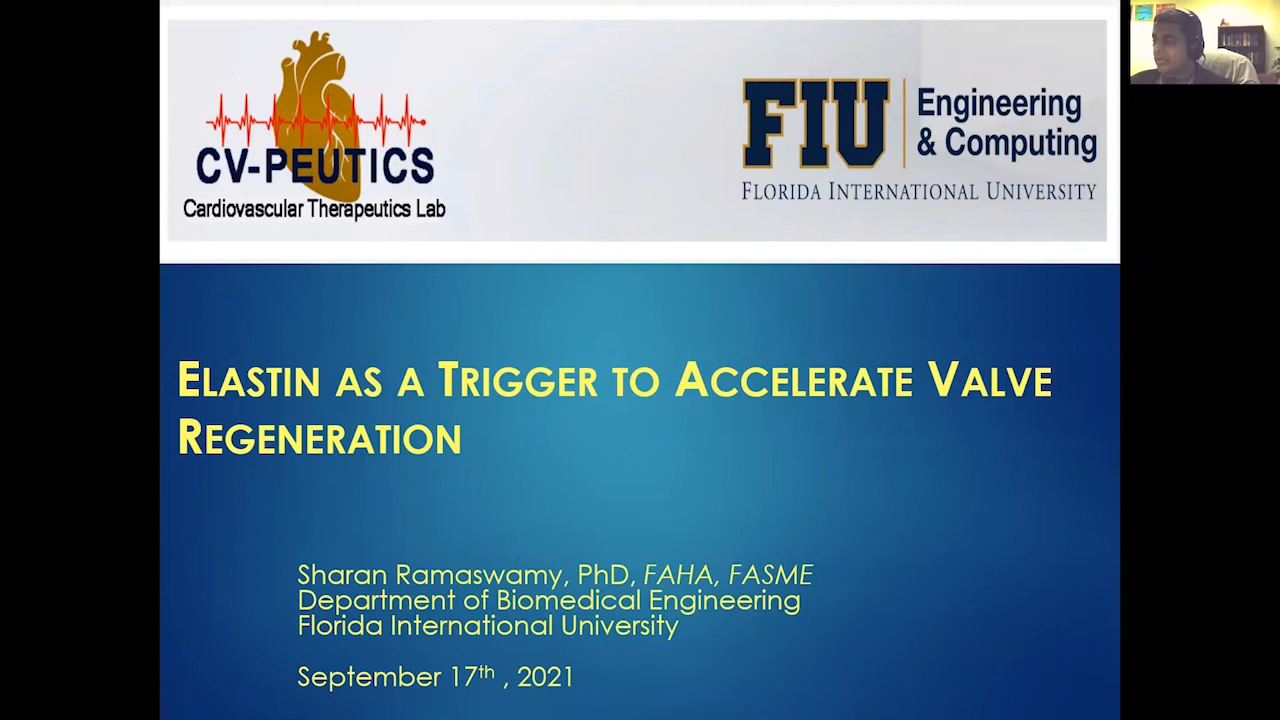 CV-PEUTICS
Cardiovascular Therapeutics Lab
FIU
Engineering
& Computing
FLORIDA INTERNATIONAL UNIVERSITY
ELASTIN AS A TRIGGER TO ACCELERATE VALVE
REGENERATION
Sharan Ramaswamy, PhD, FAHA, FASME
Department of Biomedical Engineering
Florida International University
September 17th , 2021